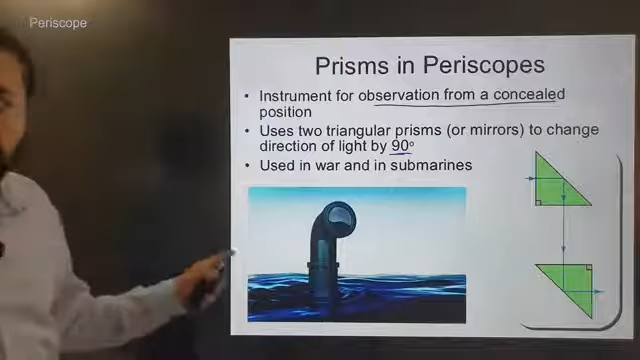 Periscope
Prisms in Periscopes
• Instrument for observation from a concealed
position
• Uses two triangular prisms (or mirrors) to change
direction of light by 90°
• Used in war and in submarines